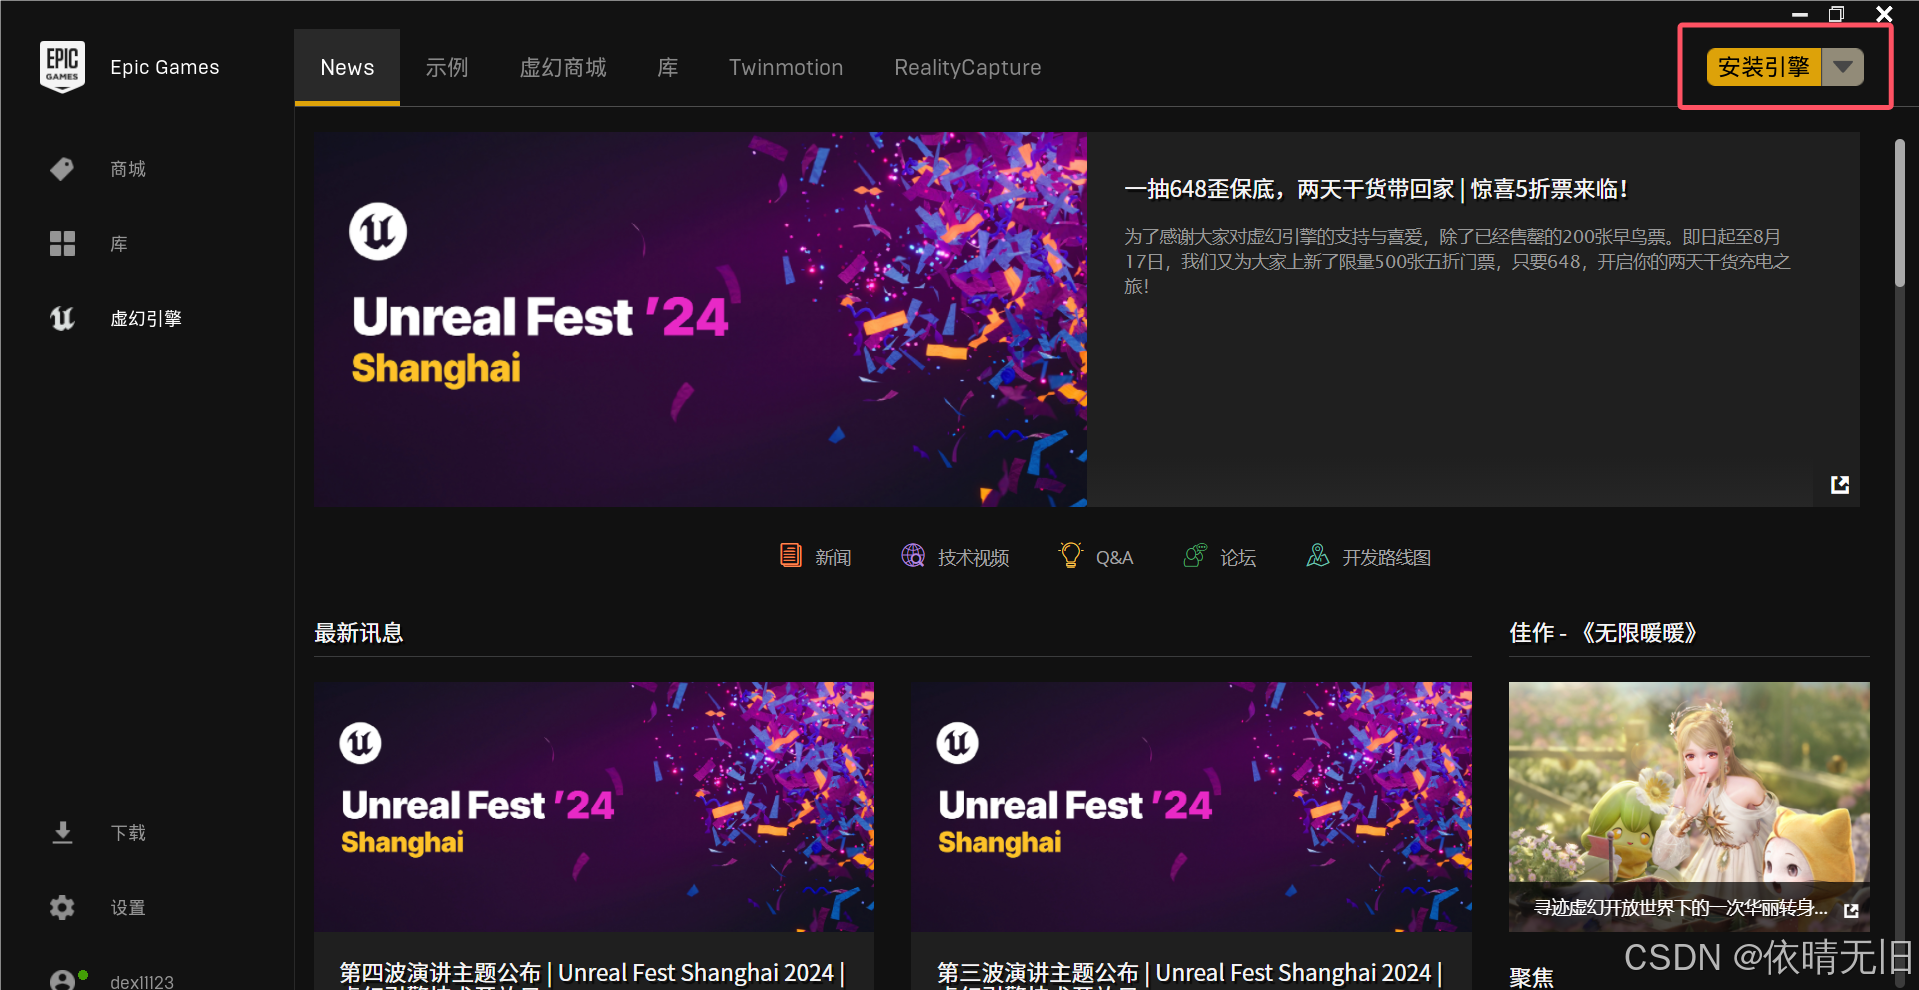 EPIC
GAMES
Epic Games
News
示例
虚幻商城
库
Twinmotion
RealityCapture
安装引擎
商城
库
虚幻引擎
下载
设置
dex11123
Unreal Fest ’24
Shanghai
一抽648歪保底，两天干货带回家 | 惊喜5折票来临！
为了感谢大家对虚幻引擎的支持与喜爱，除了已经售罄的200张早鸟票。即日起至8月
17日，我们又为大家上新了限量500张五折门票，只要648，开启你的两天干货充电之
旅！
新闻
技术视频
Q&A
论坛
开发路线图
最新讯息
佳作 - 《无限暖暖》
Unreal Fest ’24
Shanghai
Unreal Fest ’24
Shanghai
寻迹虚幻开放世界下的一次华丽转身...
第四波演讲主题公布 | Unreal Fest Shanghai 2024 |
第三波演讲主题公布 | Unreal Fest Shanghai 2024 |
聚焦
CSDN @依晴无旧